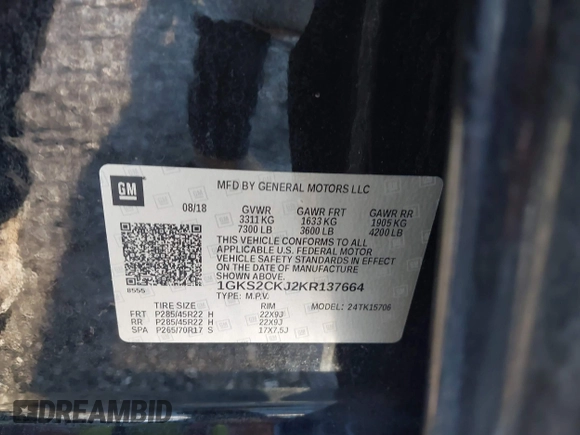 GM
MFD BY GENERAL MOTORS LLC
08/18 GVWR GAWR FRT GAWR RR
3311 KG 1633 KG 1905 KG
7300 LB 3600 LB 4200 LB
THIS VEHICLE CONFORMS TO ALL
APPLICABLE U.S. FEDERAL MOTOR
VEHICLE SAFETY STANDARDS IN EFFECT
ON THE DATE OF MANUFACTURE SHOWN ABOVE.
8555 1GKS2CKJ2KR137664
TYPE: M.P.V. MODEL: 24TK15706
TIRE SIZE RIM
FRT P285/45R22 H 22X9J
RR P285/45R22 H 22X9J
SPA P265/70R17 S 17X7.5J
DREAMBID